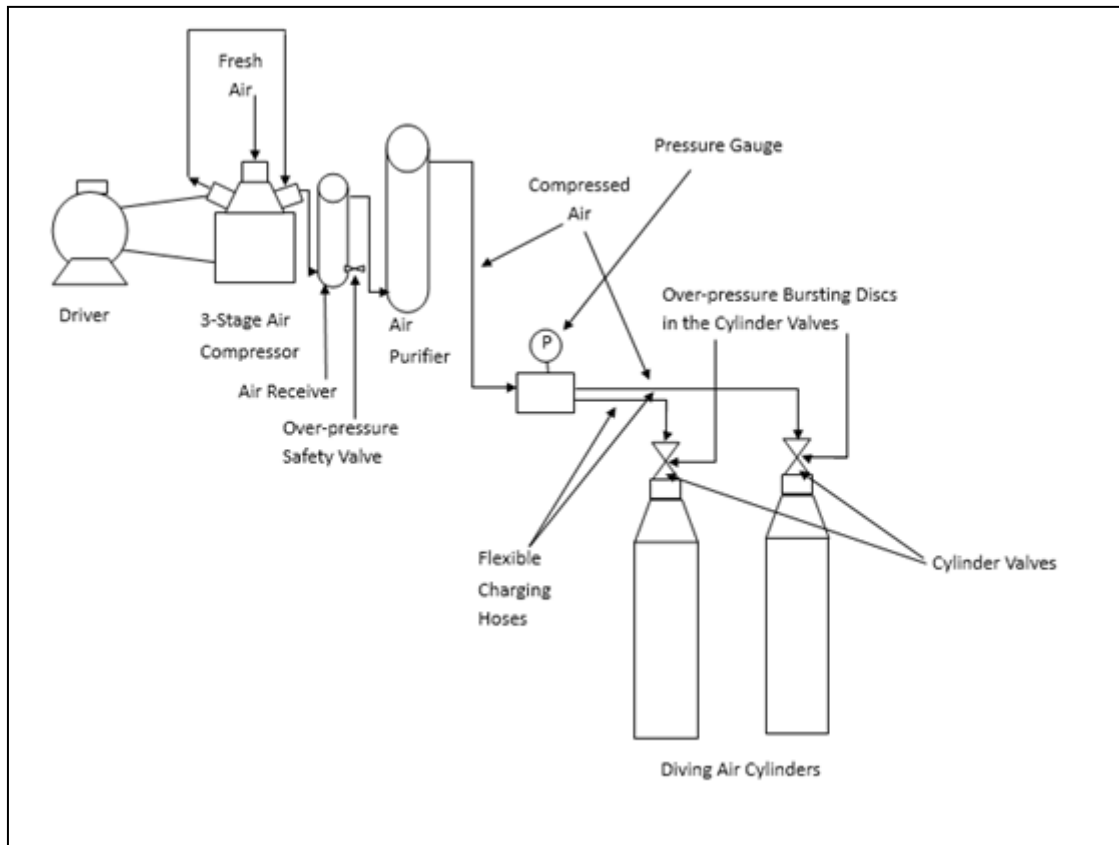 Fresh
Air
Pressure Gauge
Compressed
Air
Over-pressure Bursting Discs
in the Cylinder Valves
Driver
3-Stage Air
Compressor
Air
Purifier
P
Air Receiver
Over-pressure
Safety Valve
Flexible
Charging
Hoses
Cylinder Valves
Diving Air Cylinders